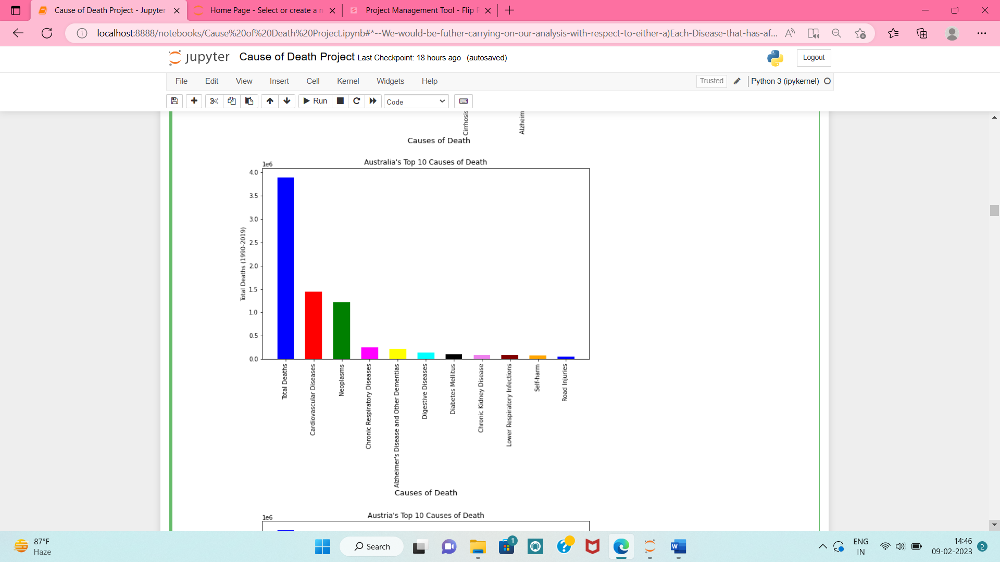 Cause of Death Project - Jupyter
Home Page - Select or create a n
Project Management Tool - Flip
localhost:8888/notebooks/Cause%20of%20Death%20Project.ipynb#*--We-would-be-futher-carrying-on-our-analysis-with-respect-to-either-a)Each-Disease-that-has-af...
jupyter Cause of Death Project Last Checkpoint: 18 hours ago (autosaved)
Logout
File Edit View Insert Cell Kernel Widgets Help
Trusted
Python 3 (ipykernel)
Run
Code
Cirrhosis
Alzheim
Causes of Death
Australia's Top 10 Causes of Death
1e6
4.0
3.5
3.0
2.5
2.0
1.5
1.0
0.5
0.0
Total Deaths (1990-2019)
Total Deaths
Cardiovascular Diseases
Neoplasms
Chronic Respiratory Diseases
Alzheimer's Disease and Other Dementias
Digestive Diseases
Diabetes Mellitus
Chronic Kidney Disease
Lower Respiratory Infections
Self-harm
Road Injuries
Causes of Death
Austria's Top 10 Causes of Death
1e6
87°F
Haze
Search
1
ENG
IN
14:46
09-02-2023
2